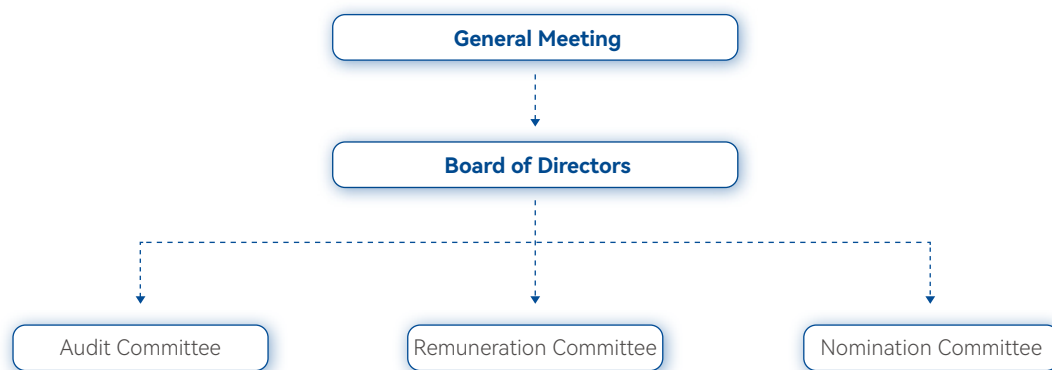 General Meeting
Board of Directors
Audit Committee
Remuneration Committee
Nomination Committee